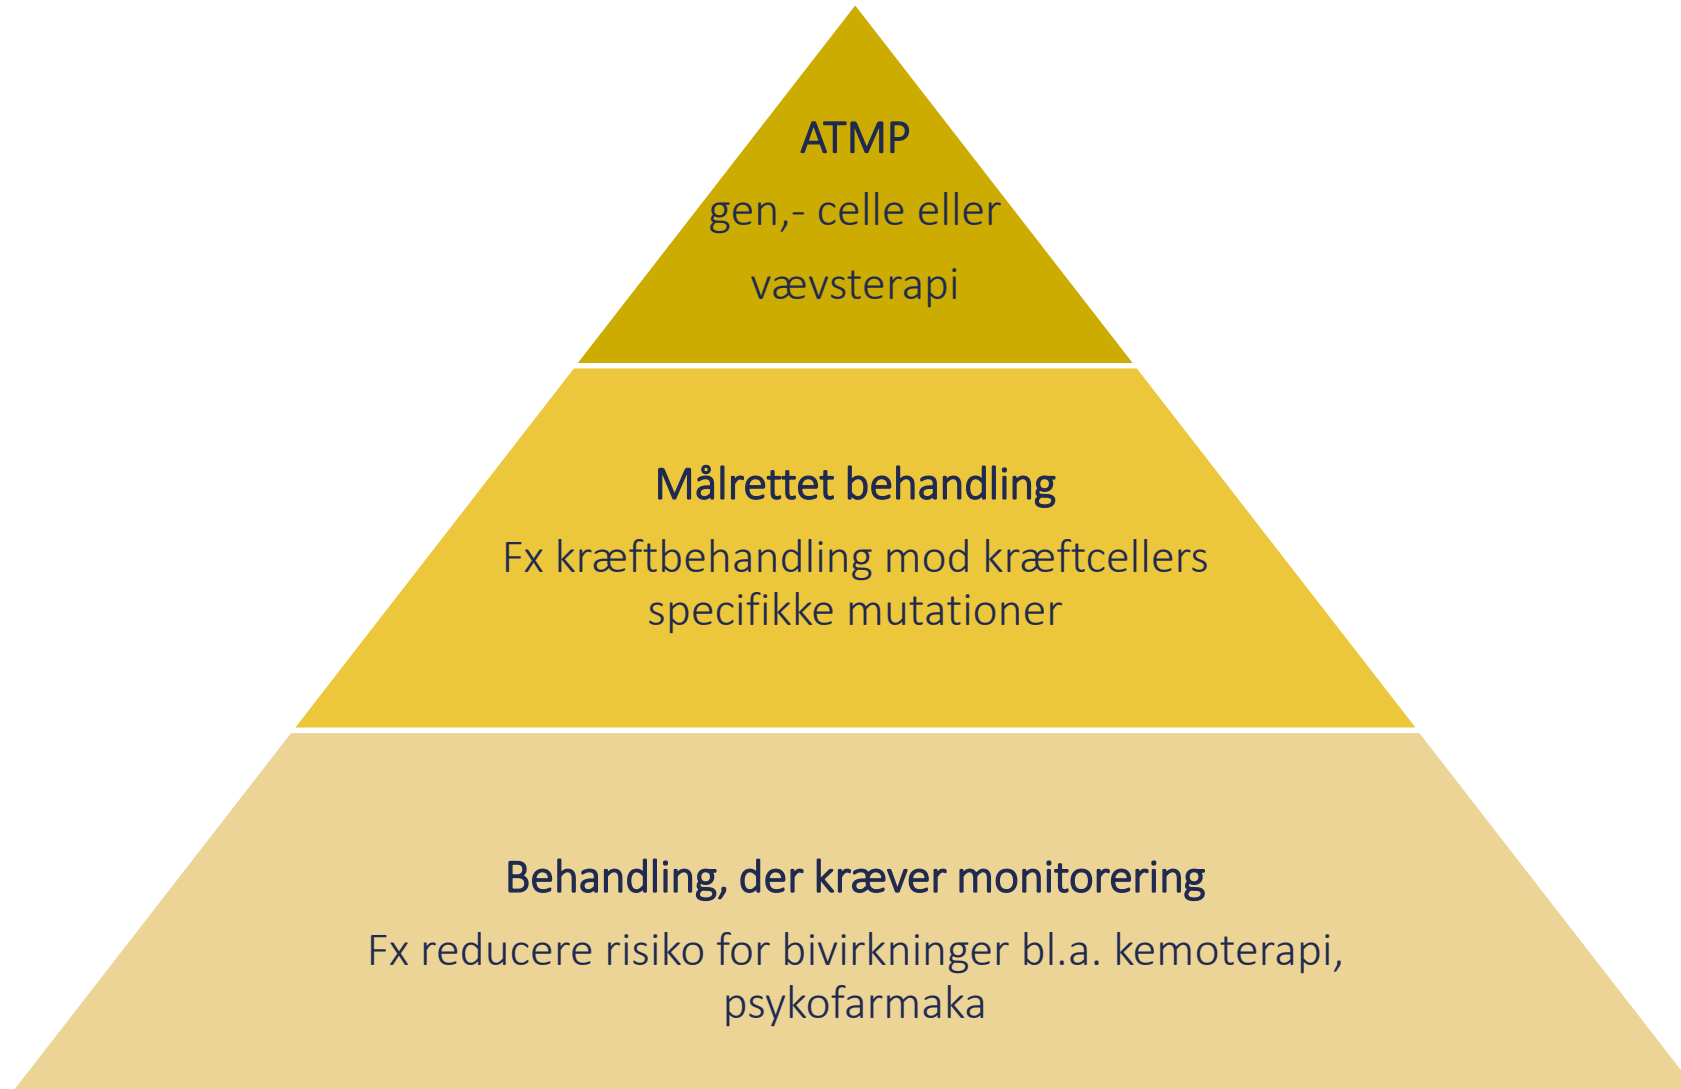 ATMP
gen,- celle eller
vævsterapi
Målrettet behandling
Fx kræftbehandling mod kræftcellers
specifikke mutationer
Behandling, der kræver monitorering
Fx reducere risiko for bivirkninger bl.a. kemoterapi,
psykofarmaka